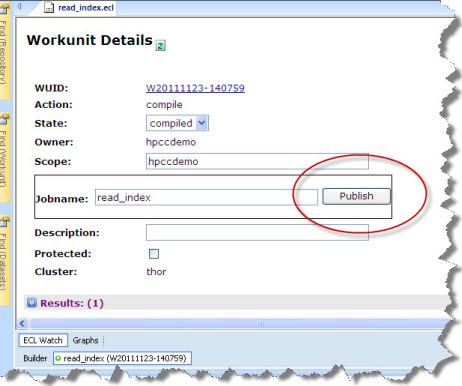 read_index.ecl
Workunit Details
WUID: W20111123-140759
Action: compile
State: compiled
Owner: hpccdemo
Scope: hpccdemo
Jobname: read_index Publish
Description:
Protected:
Cluster: thor
Results: (1)
ECL Watch Graphs
Builder read_index (W20111123-140759)
Find (Repository)
Find (Workunit)
Find (Datasets)